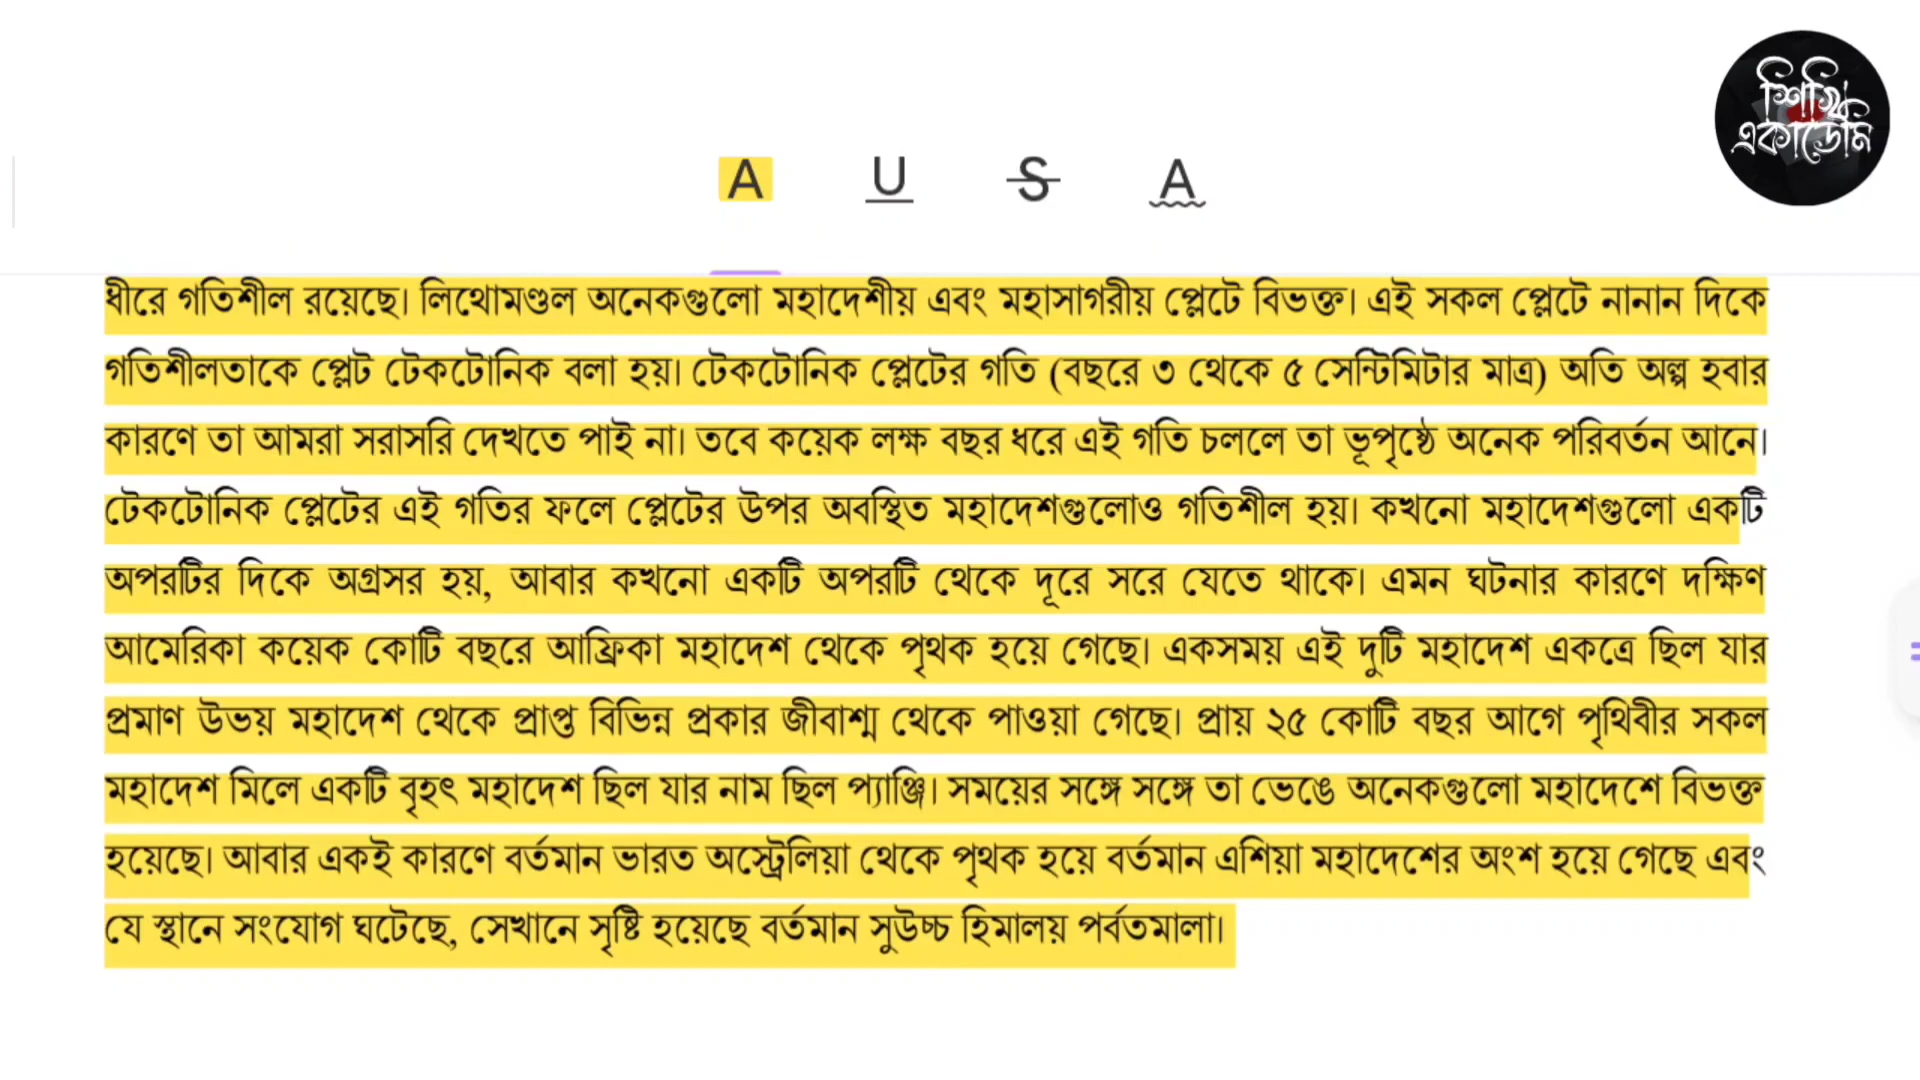 শিখি
একাডেমি
A U S A
ধীরে গতিশীল রয়েছে। লিথোমণ্ডল অনেকগুলো মহাদেশীয় এবং মহাসাগরীয় প্লেটে বিভক্ত। এই সকল প্লেটে নানান দিকে
গতিশীলতাকে প্লেট টেকটোনিক বলা হয়। টেকটোনিক প্লেটের গতি (বছরে ৩ থেকে ৫ সেন্টিমিটার মাত্র) অতি অল্প হবার
কারণে তা আমরা সরাসরি দেখতে পাই না। তবে কয়েক লক্ষ বছর ধরে এই গতি চললে তা ভূপৃষ্ঠে অনেক পরিবর্তন আনে।
টেকটোনিক প্লেটের এই গতির ফলে প্লেটের উপর অবস্থিত মহাদেশগুলোও গতিশীল হয়। কখনো মহাদেশগুলো একটি
অপরটির দিকে অগ্রসর হয়, আবার কখনো একটি অপরটি থেকে দূরে সরে যেতে থাকে। এমন ঘটনার কারণে দক্ষিণ
আমেরিকা কয়েক কোটি বছরে আফ্রিকা মহাদেশ থেকে পৃথক হয়ে গেছে। একসময় এই দুটি মহাদেশ একত্রে ছিল যার
প্রমাণ উভয় মহাদেশ থেকে প্রাপ্ত বিভিন্ন প্রকার জীবাশ্ম থেকে পাওয়া গেছে। প্রায় ২৫ কোটি বছর আগে পৃথিবীর সকল
মহাদেশ মিলে একটি বৃহৎ মহাদেশ ছিল যার নাম ছিল প্যাঞ্জি। সময়ের সঙ্গে সঙ্গে তা ভেঙে অনেকগুলো মহাদেশে বিভক্ত
হয়েছে। আবার একই কারণে বর্তমান ভারত অস্ট্রেলিয়া থেকে পৃথক হয়ে বর্তমান এশিয়া মহাদেশের অংশ হয়ে গেছে এবং
যে স্থানে সংযোগ ঘটেছে, সেখানে সৃষ্টি হয়েছে বর্তমান সুউচ্চ হিমালয় পর্বতমালা।